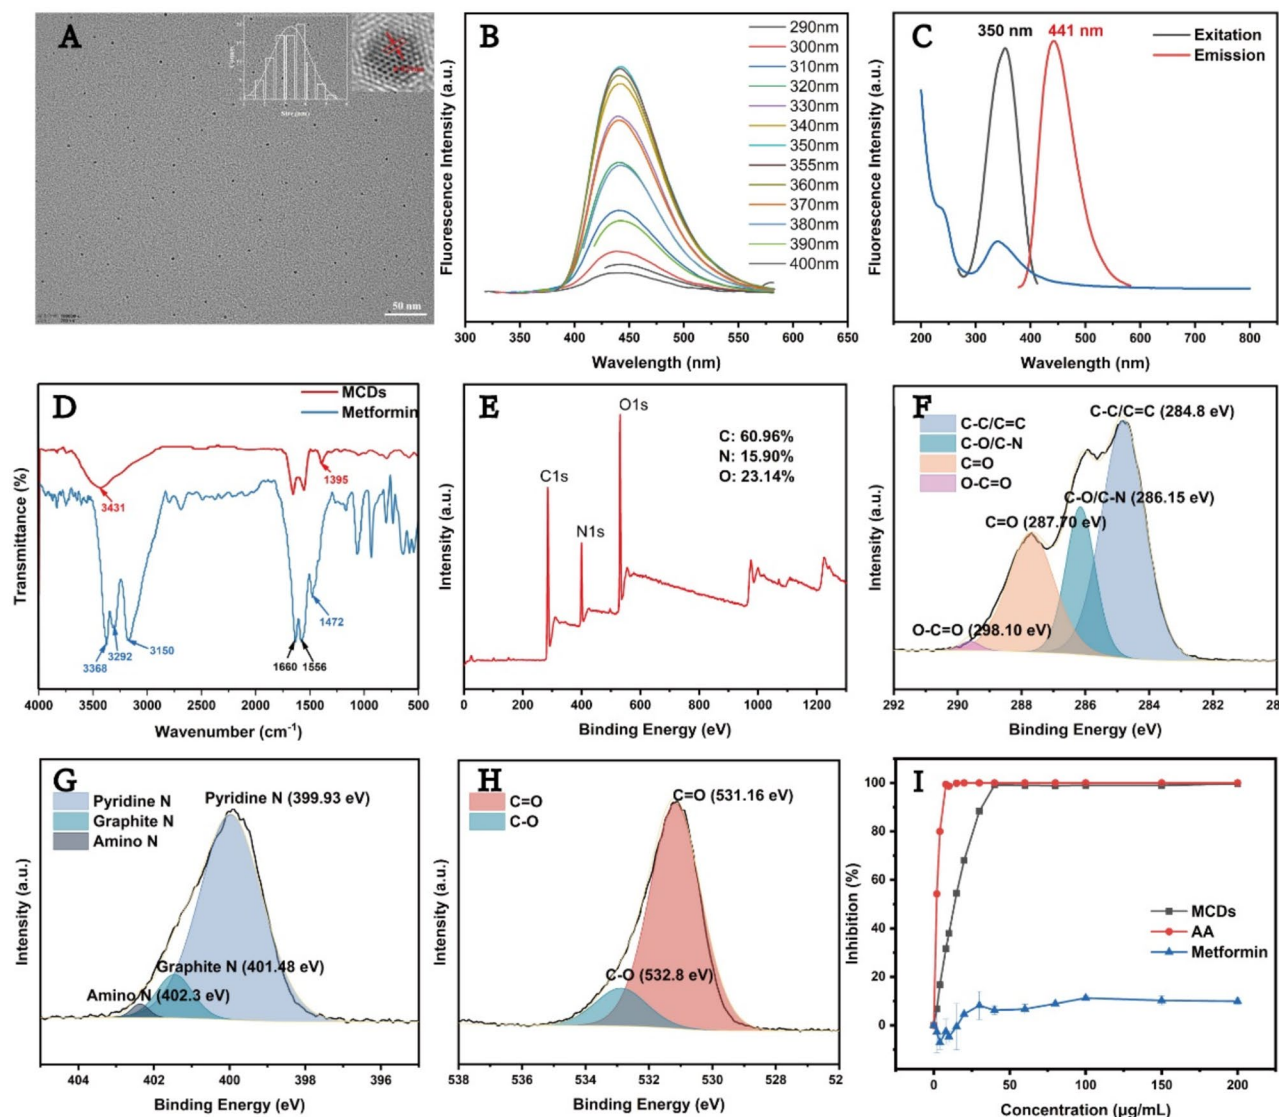 A
50 nm
B
Fluorescence Intensity (a.u.)
290nm
300nm
310nm
320nm
330nm
340nm
350nm
355nm
360nm
370nm
380nm
390nm
400nm
300 350 400 450 500 550 600 650
Wavelength (nm)
C
350 nm 441 nm
Exitation
Emission
Fluorescence Intensity (a.u.)
200 300 400 500 600 700 800
Wavelength (nm)
D
MCDs
Metformin
Transmittance (%)
3431
1395
3368
3292
3150
1660
1556
1472
4000 3500 3000 2500 2000 1500 1000 500
Wavenumber (cm-1)
E
Intensity (a.u.)
O1s
C1s
N1s
C: 60.96%
N: 15.90%
O: 23.14%
0 200 400 600 800 1000 1200
Binding Energy (eV)
F
C-C/C=C
C-O/C-N
C=O
O-C=O
Intensity (a.u.)
C-C/C=C (284.8 eV)
C-O/C-N (286.15 eV)
C=O (287.70 eV)
O-C=O (298.10 eV)
292 290 288 286 284 282 28
Binding Energy (eV)
G
Pyridine N
Graphite N
Amino N
Intensity (a.u.)
Pyridine N (399.93 eV)
Graphite N (401.48 eV)
Amino N (402.3 eV)
404 402 400 398 396
Binding Energy (eV)
H
C=O
C-O
Intensity (a.u.)
C=O (531.16 eV)
C-O (532.8 eV)
538 536 534 532 530 528 52
Binding Energy (eV)
I
Inhibition (%)
100
80
60
40
20
0
MCDs
AA
Metformin
0 50 100 150 200
Concentration (µg/mL)